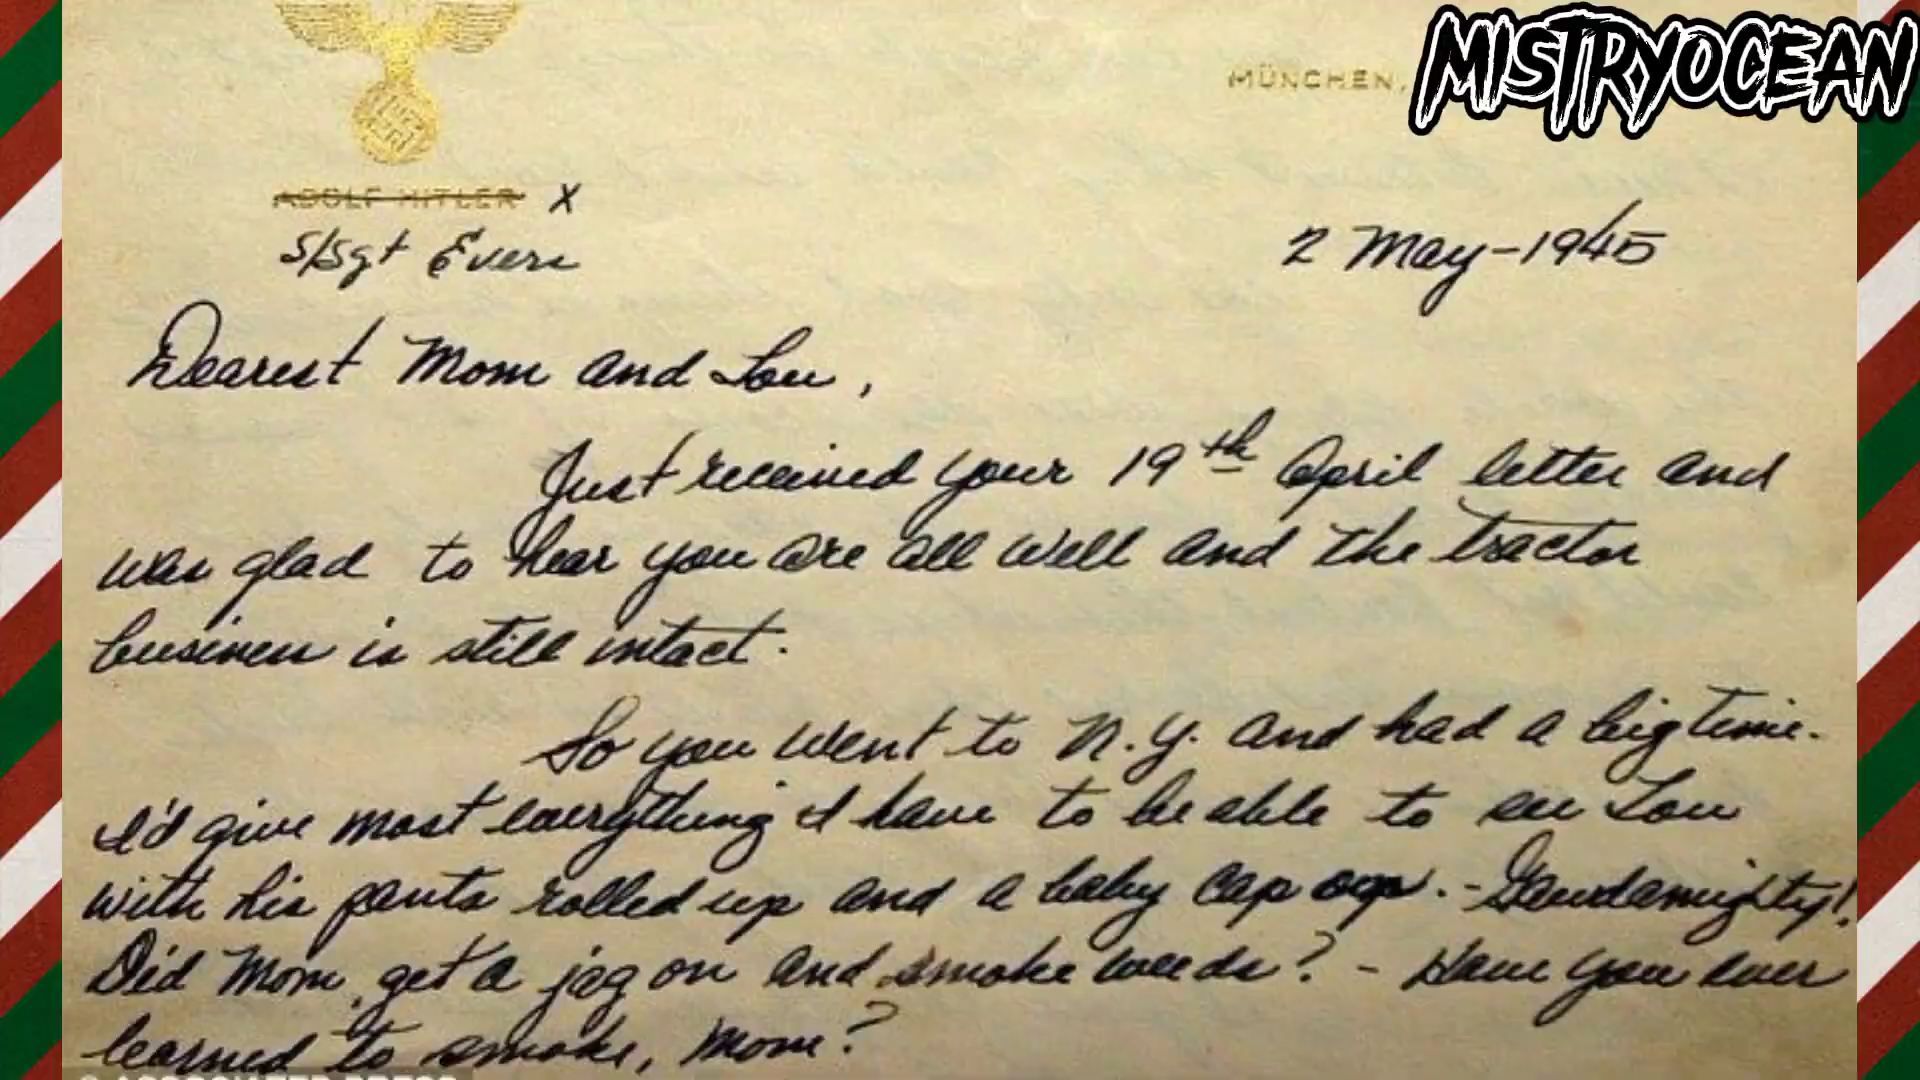 MISTRYOCEAN
MÜNCHEN,
ADOLF HITLER X
S/Sgt Evers
2 May-1945
Dearest Mom and Lou,
Just received your 19th April letter and
was glad to hear you are all well and the tractor
business is still intact.
So you went to N.Y. and had a big time.
I'd give most everything I have to be able to see Lou
with his pants rolled up and a baby cap on. - Gawdamighty!
Did Mom get a jag on and smoke weeds? - Have you ever
learned to smoke, Mom?
© ASSOCIATED PRESS